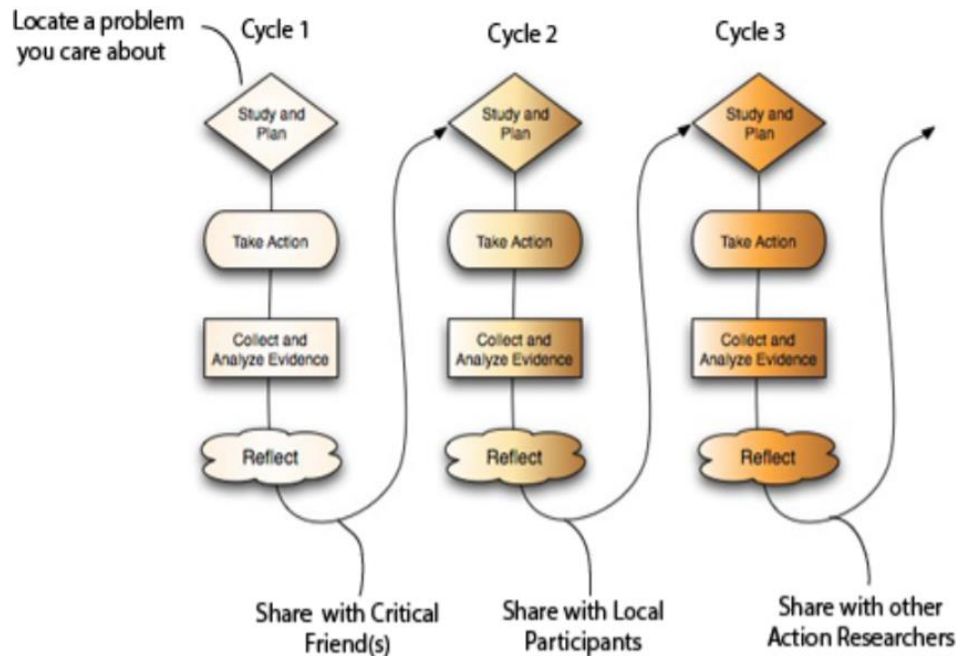 Locate a problem
you care about
Cycle 1
Study and
Plan
Take Action
Collect and
Analyze Evidence
Reflect
Share with Critical
Friend(s)
Cycle 2
Study and
Plan
Take Action
Collect and
Analyze Evidence
Reflect
Share with Local
Participants
Cycle 3
Study and
Plan
Take Action
Collect and
Analyze Evidence
Reflect
Share with other
Action Researchers